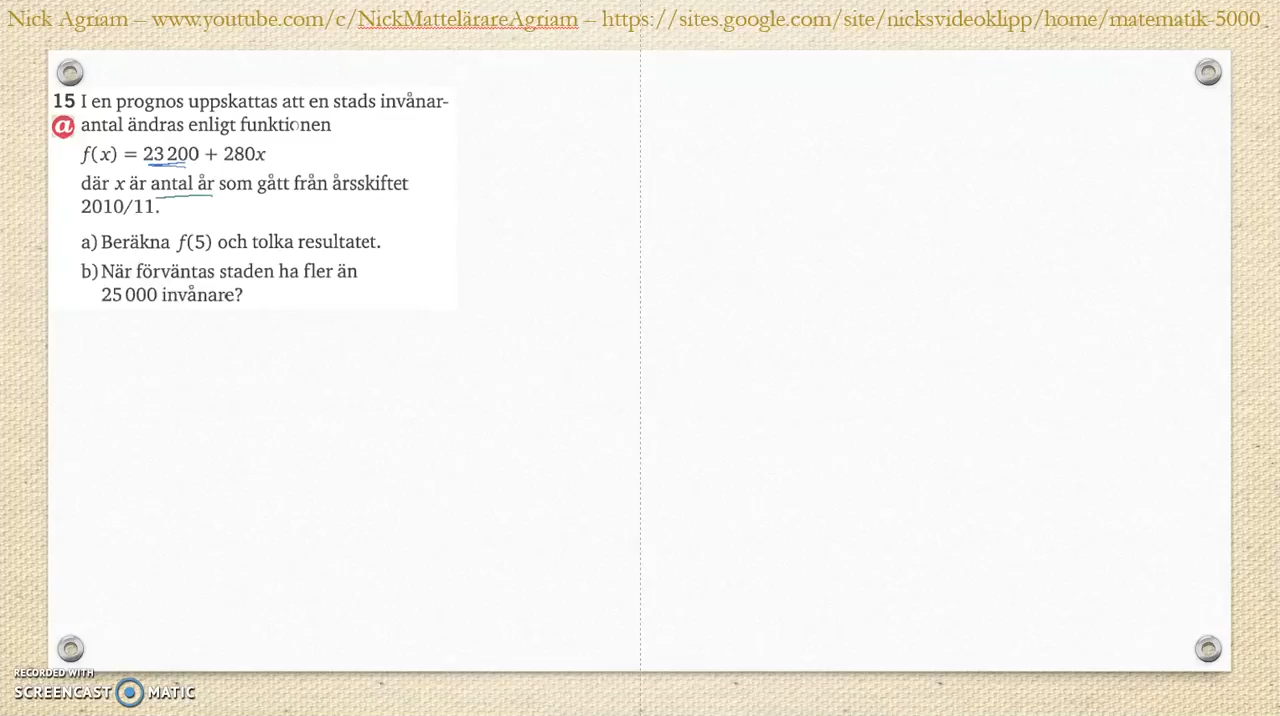 Nick Agriam – www.youtube.com/c/NickMattelärareAgriam – https://sites.google.com/site/nicksvideoklipp/home/matematik-5000
15 I en prognos uppskattas att en stads invånar-
a antal ändras enligt funktionen
f(x) = 23 200 + 280x
där x är antal år som gått från årsskiftet
2010/11.
a) Beräkna f(5) och tolka resultatet.
b) När förväntas staden ha fler än
25 000 invånare?
RECORDED WITH
SCREENCAST MATIC